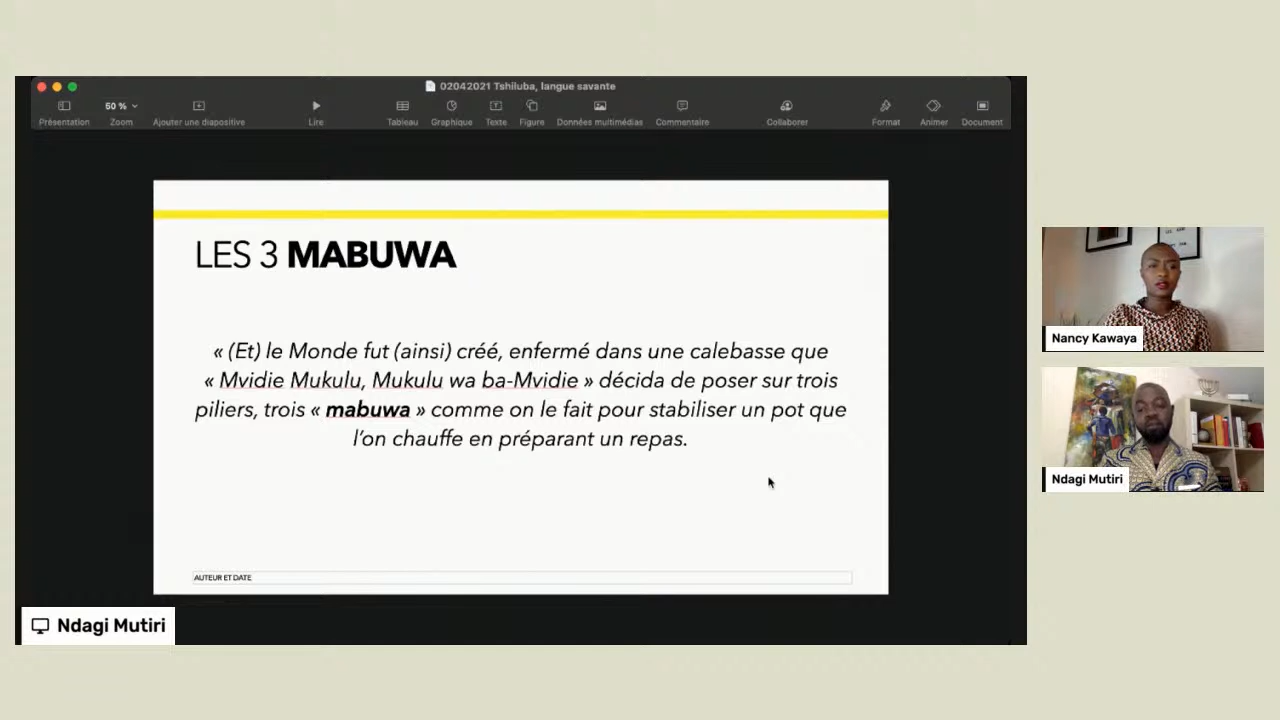 02042021 Tshiluba, langue savante
50 %
Présentation Zoom Ajouter une diapositive Lire Tableau Graphique Texte Figure Données multimédias Commentaire Collaborer Format Animer Document
LES 3 MABUWA
« (Et) le Monde fut (ainsi) créé, enfermé dans une calebasse que
« Mvidie Mukulu, Mukulu wa ba-Mvidie » décida de poser sur trois
piliers, trois « mabuwa » comme on le fait pour stabiliser un pot que
l’on chauffe en préparant un repas.
AUTEUR ET DATE
Ndagi Mutiri
Nancy Kawaya
Ndagi Mutiri